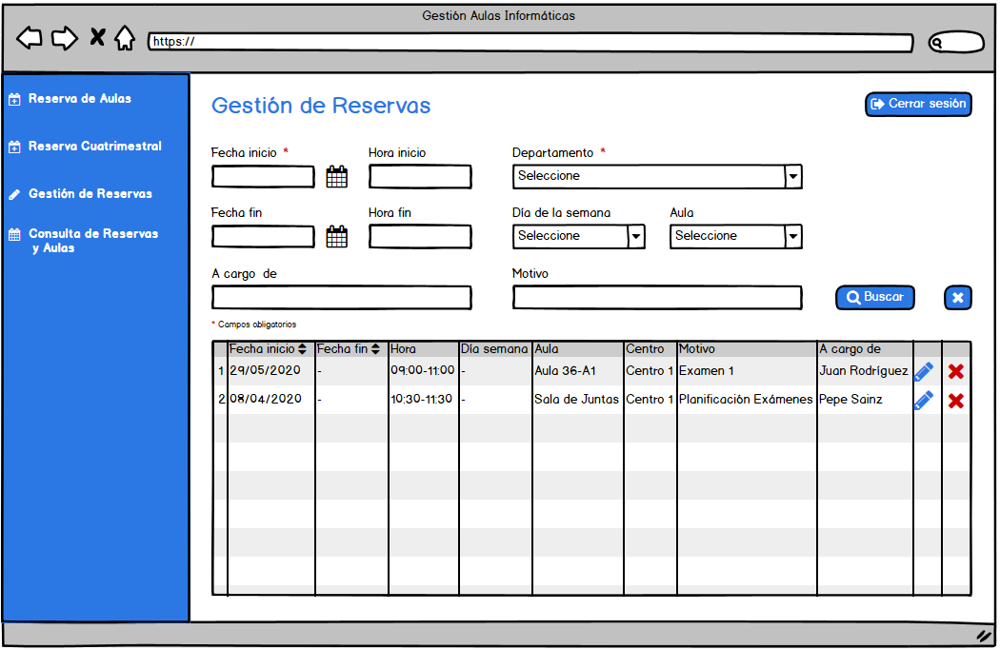 Gestión Aulas Informáticas
https://
Reserva de Aulas
Reserva Cuatrimestral
Gestión de Reservas
Consulta de Reservas
y Aulas
Gestión de Reservas
Cerrar sesión
Fecha inicio * Hora inicio Departamento *
Seleccione
Fecha fin Hora fin Día de la semana Aula
Seleccione Seleccione
A cargo de Motivo
Buscar
* Campos obligatorios
Fecha inicio Fecha fin Hora Día semana Aula Centro Motivo A cargo de
1 29/05/2020 - 09:00-11:00 - Aula 36-A1 Centro 1 Examen 1 Juan Rodríguez
2 08/04/2020 - 10:30-11:30 - Sala de Juntas Centro 1 Planificación Exámenes Pepe Sainz